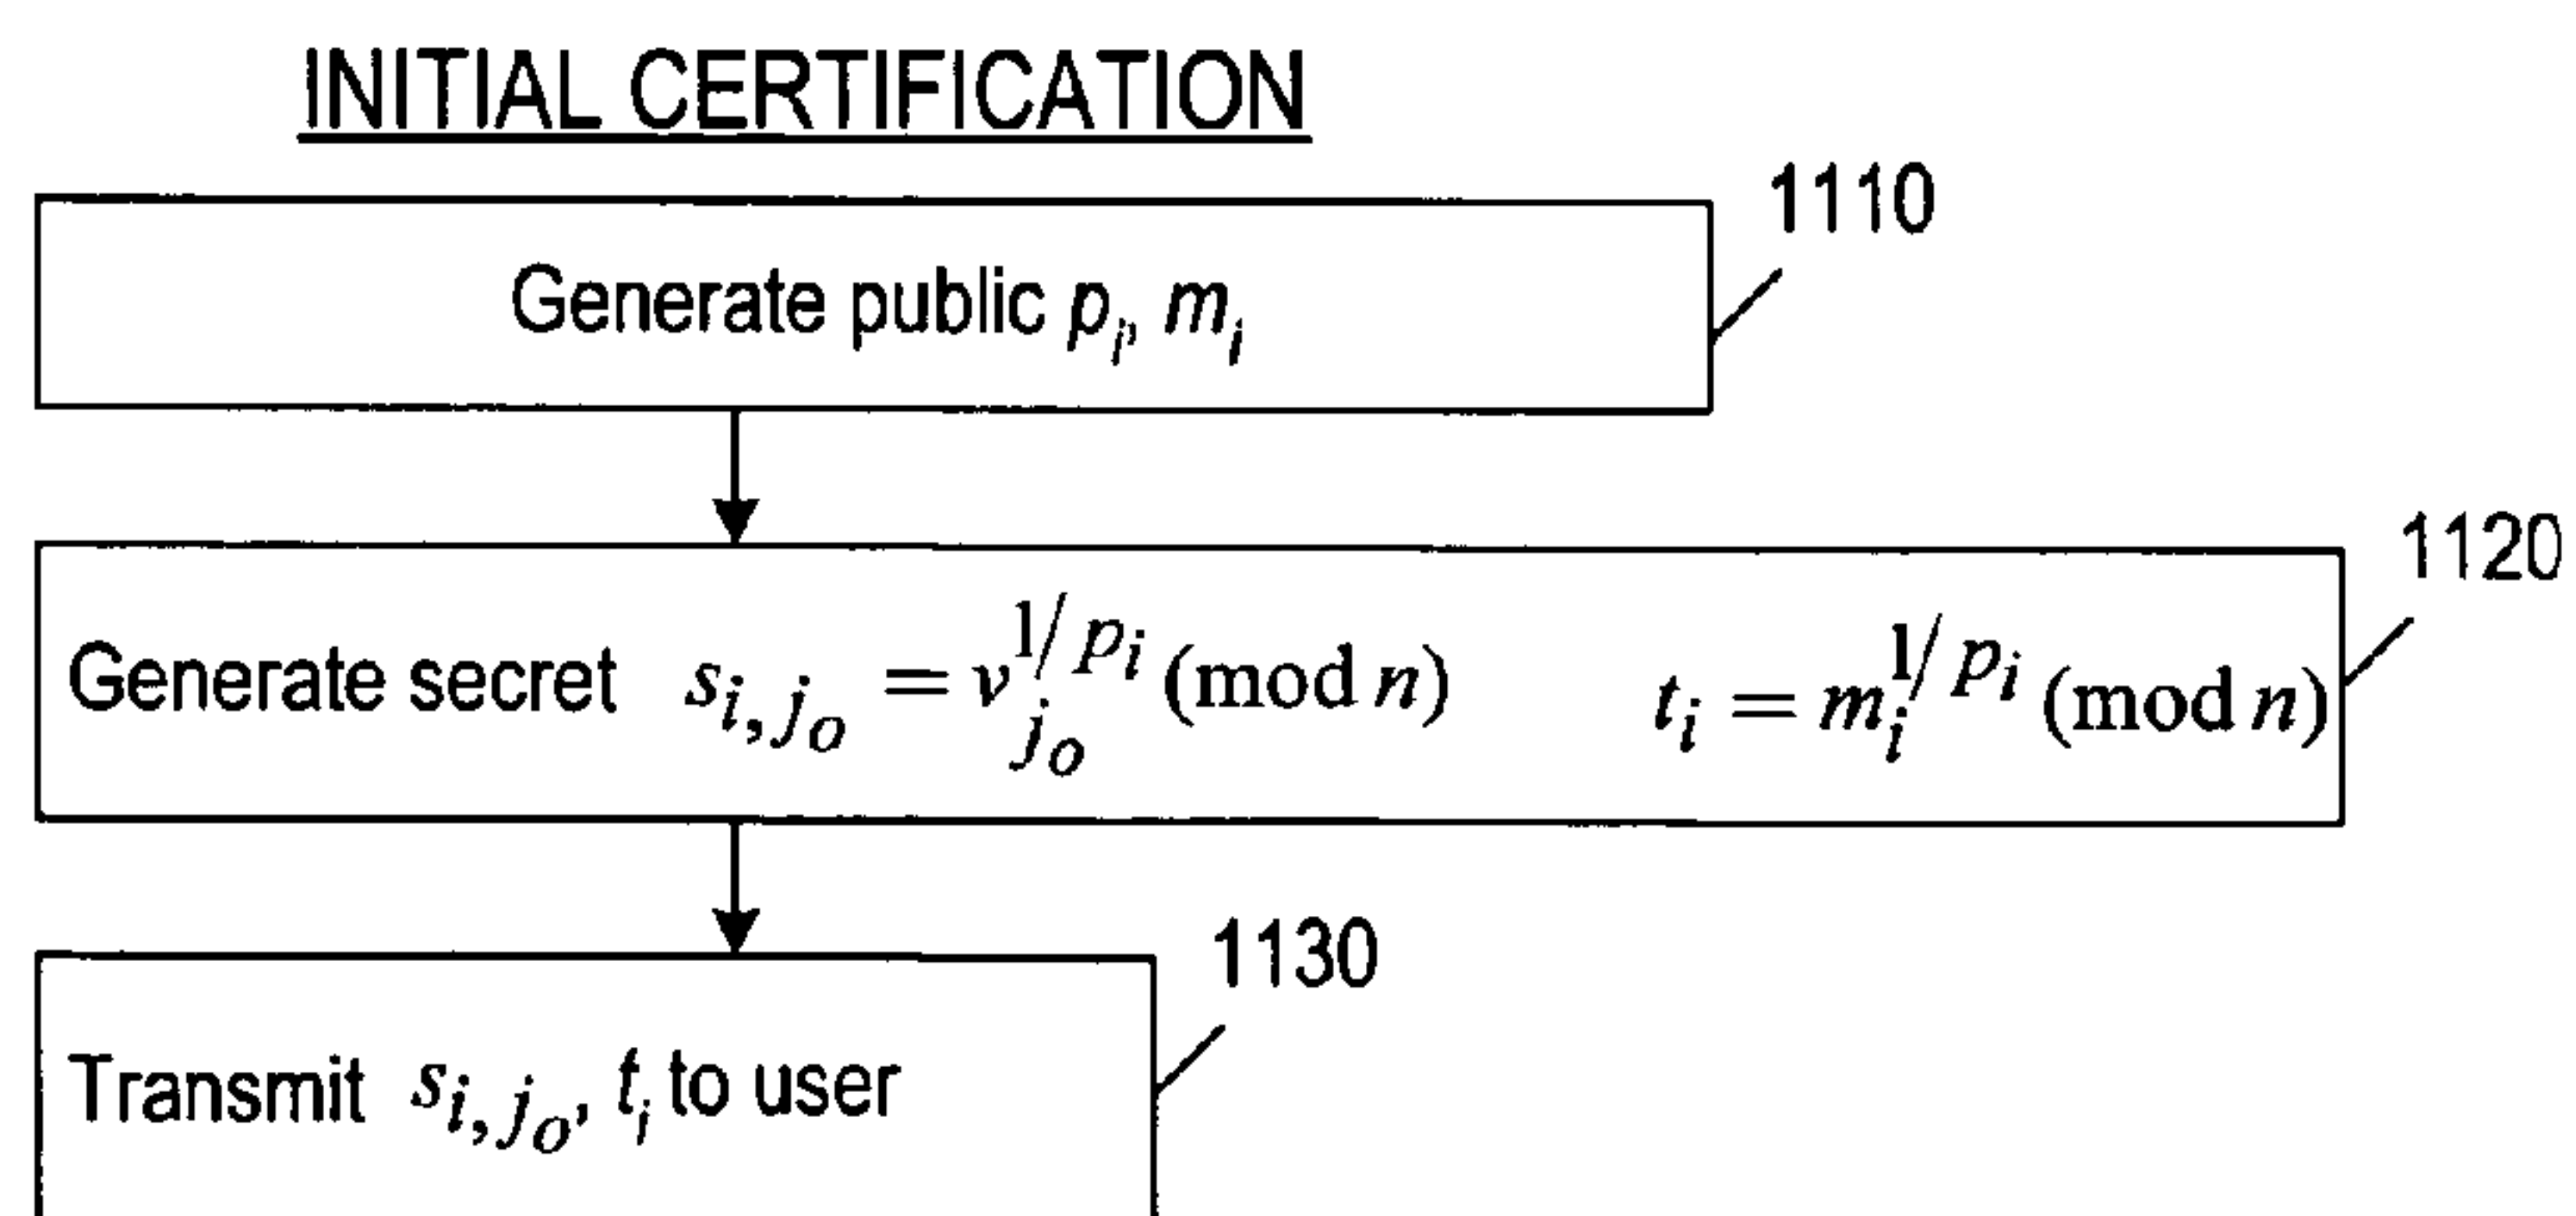 INITIAL CERTIFICATION
1110
Generate public p_i, m_i
1120
Generate secret s_{i,j_o} = v_{j_o}^{1/p_i} (mod n) t_i = m_i^{1/p_i} (mod n)
1130
Transmit s_{i,j_o}, t_i to user